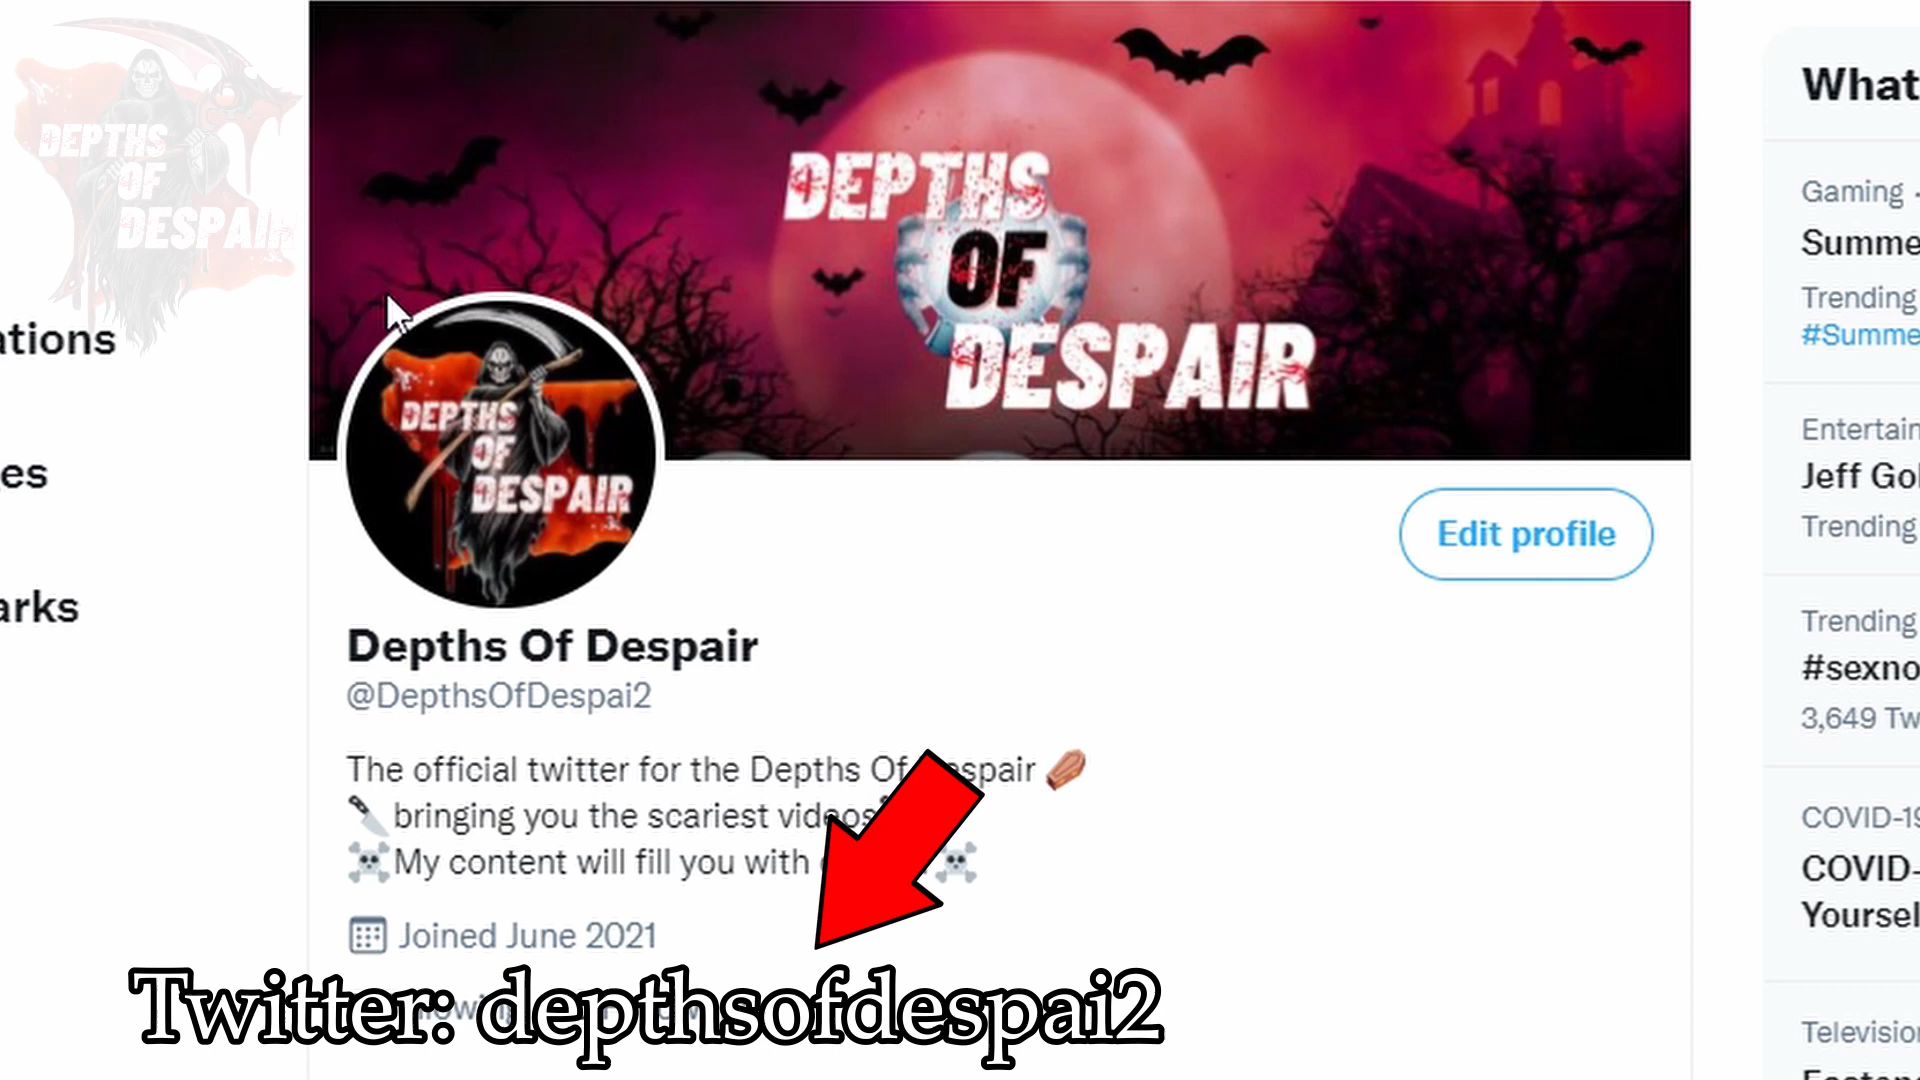 DEPTHS
OF
DESPAIR
DEPTHS
OF
DESPAIR
DEPTHS
OF
DESPAIR
ations
es
arks
Edit profile
Depths Of Despair
@DepthsOfDespai2
The official twitter for the Depths Of Despair
bringing you the scariest videos
My content will fill you with
Joined June 2021
Twitter: depthsofdespai2
What
Gaming ·
Summe
Trending
#Summe
Entertain
Jeff Gol
Trending
Trending
#sexno
3,649 Tw
COVID-19
COVID-
Yoursel
Television